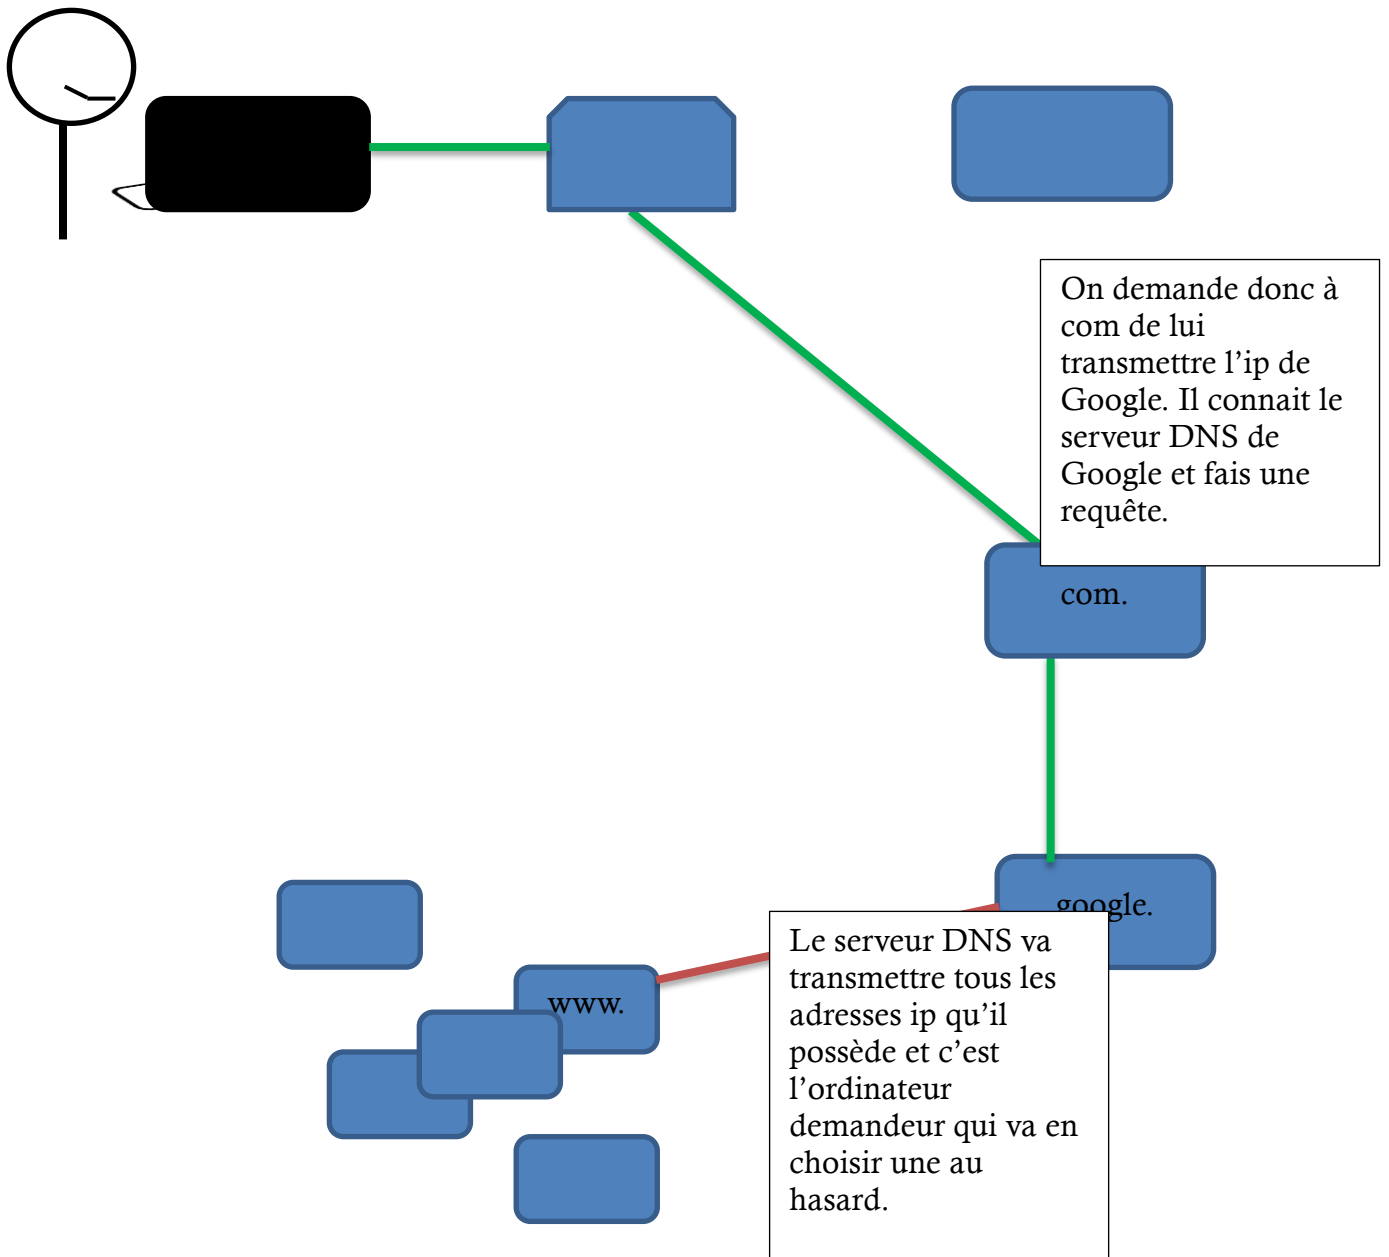 On demande donc à
com de lui
transmettre l’ip de
Google. Il connait le
serveur DNS de
Google et fais une
requête.
com.
google.
Le serveur DNS va
transmettre tous les
adresses ip qu’il
possède et c’est
l’ordinateur
demandeur qui va en
choisir une au
hasard.
www.